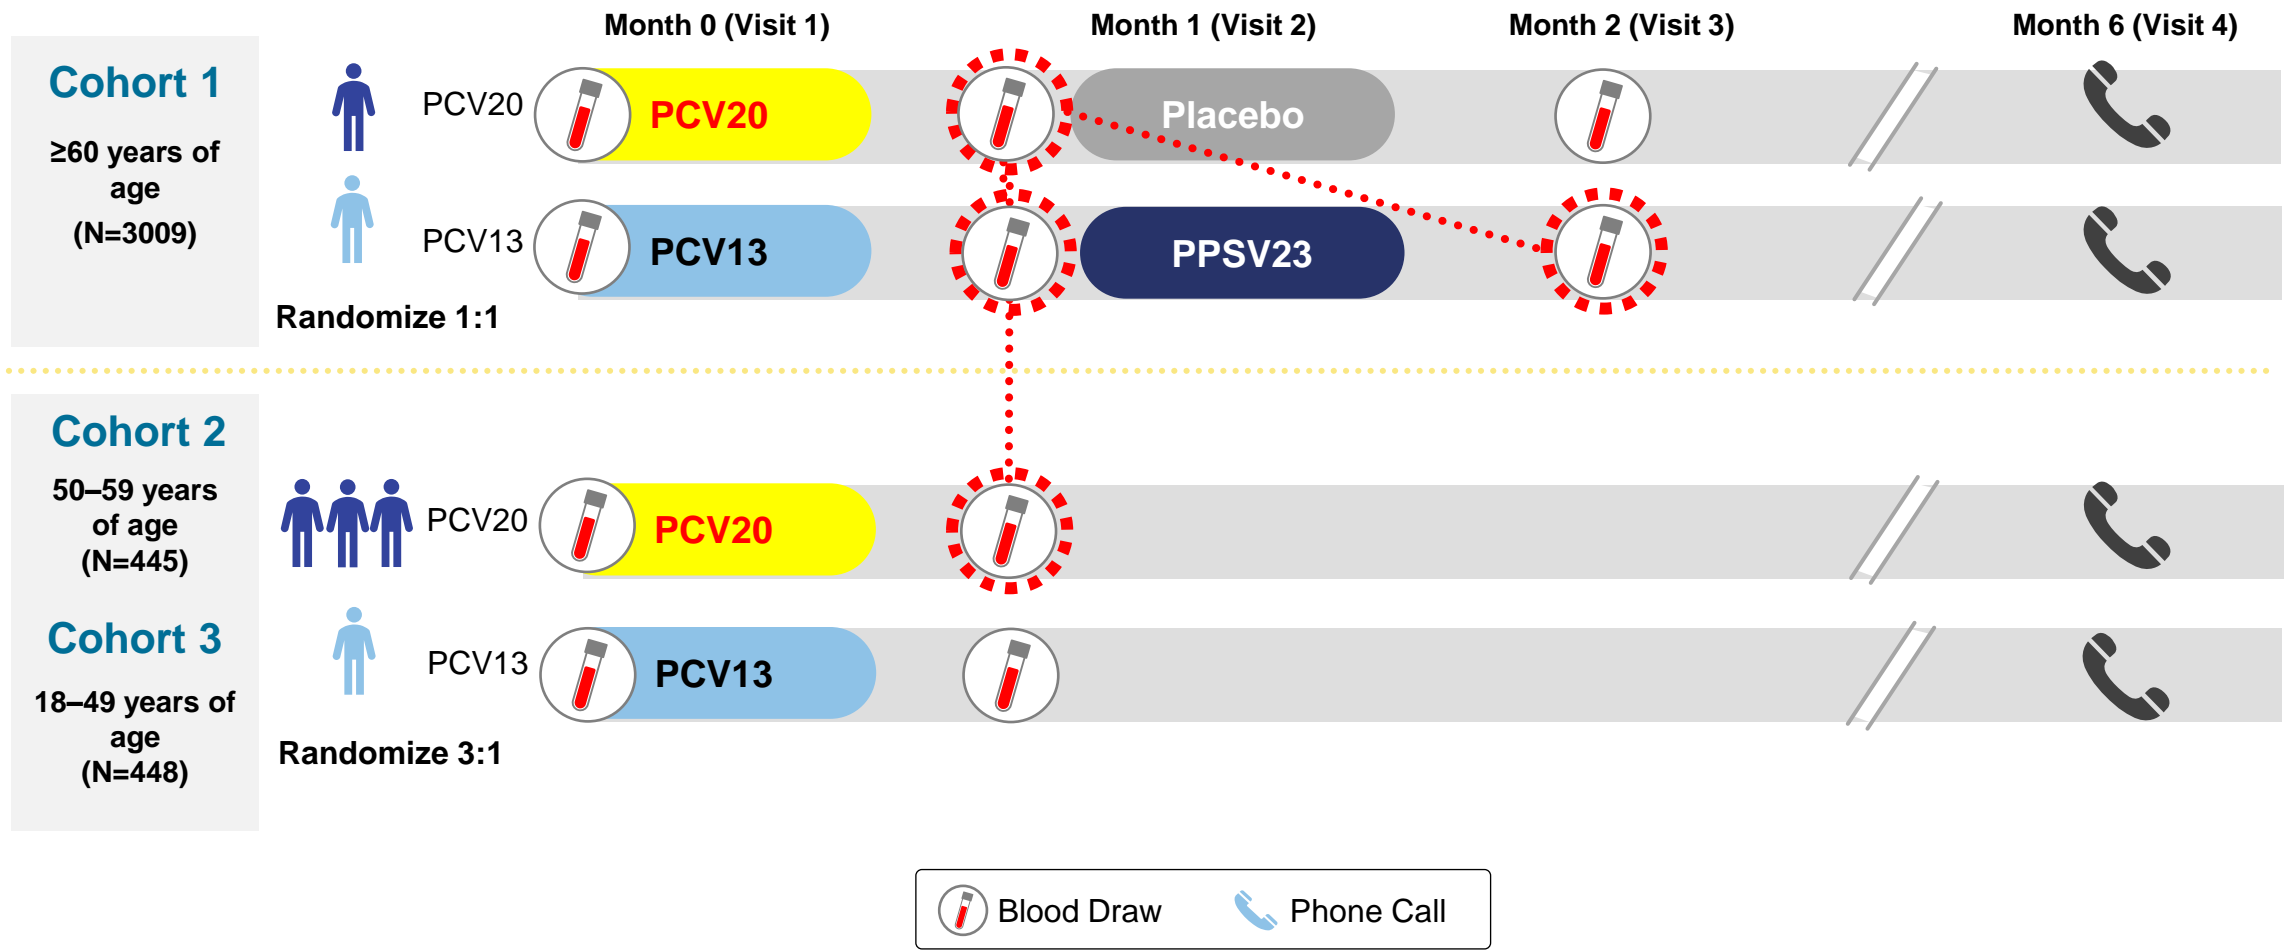 Month 0 (Visit 1)
Month 1 (Visit 2)
Month 2 (Visit 3)
Month 6 (Visit 4)
Cohort 1
≥60 years of
age
(N=3009)
PCV20
PCV20
Placebo
PCV13
PCV13
PPSV23
Randomize 1:1
Cohort 2
50–59 years
of age
(N=445)
PCV20
PCV20
Cohort 3
18–49 years of
age
(N=448)
PCV13
PCV13
Randomize 3:1
Blood Draw
Phone Call